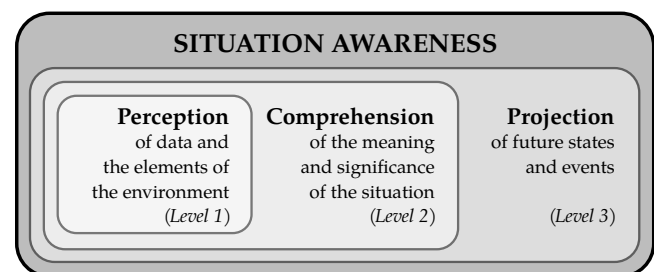 SITUATION AWARENESS
Perception
of data and
the elements of
the environment
(Level 1)
Comprehension
of the meaning
and significance
of the situation
(Level 2)
Projection
of future states
and events
(Level 3)